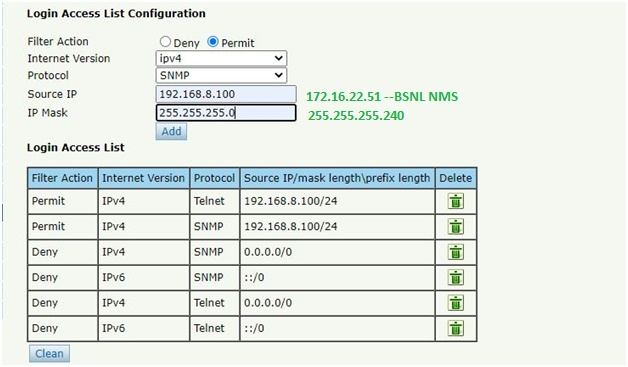 Login Access List Configuration
Filter Action Deny Permit
Internet Version ipv4
Protocol SNMP
Source IP 192.168.8.100 172.16.22.51 --BSNL NMS
IP Mask 255.255.255.0 255.255.255.240
Add
Login Access List
Filter Action Internet Version Protocol Source IP/mask length\prefix length Delete
Permit IPv4 Telnet 192.168.8.100/24
Permit IPv4 SNMP 192.168.8.100/24
Deny IPv4 SNMP 0.0.0.0/0
Deny IPv6 SNMP ::/0
Deny IPv4 Telnet 0.0.0.0/0
Deny IPv6 Telnet ::/0
Clean